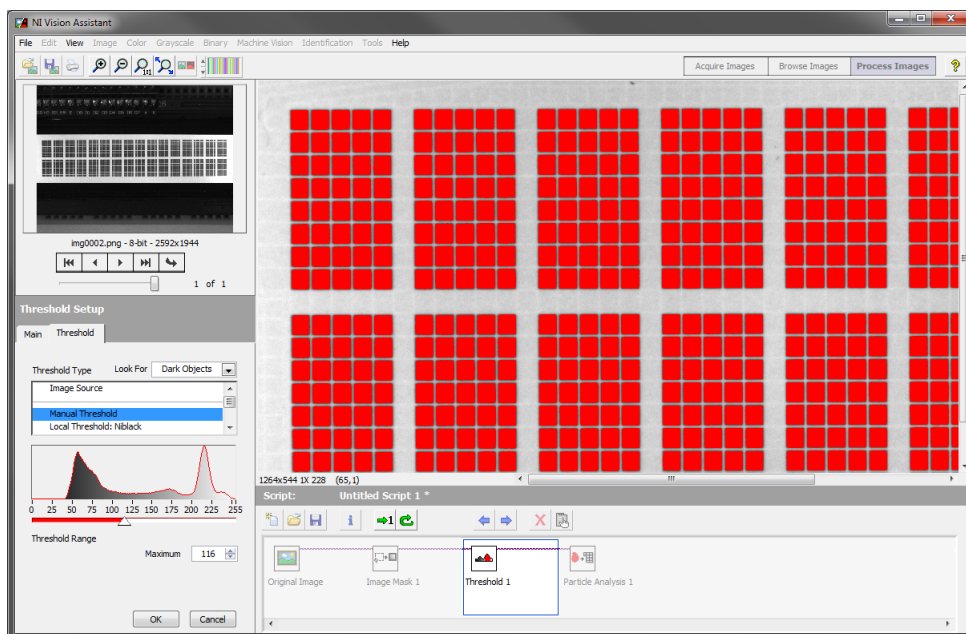 NI Vision Assistant
File Edit View Image Color Grayscale Binary Machine Vision Identification Tools Help
1:1
Acquire Images Browse Images Process Images
img0002.png - 8-bit - 2592x1944
1 of 1
Threshold Setup
Main Threshold
Threshold Type Look For Dark Objects
Image Source
Manual Threshold
Local Threshold: Niblack
0 25 50 75 100 125 150 175 200 225 255
Threshold Range
Maximum 116
OK Cancel
1264x544 1X 228 (65,1)
Script: Untitled Script 1 *
Original Image Image Mask 1 Threshold 1 Particle Analysis 1